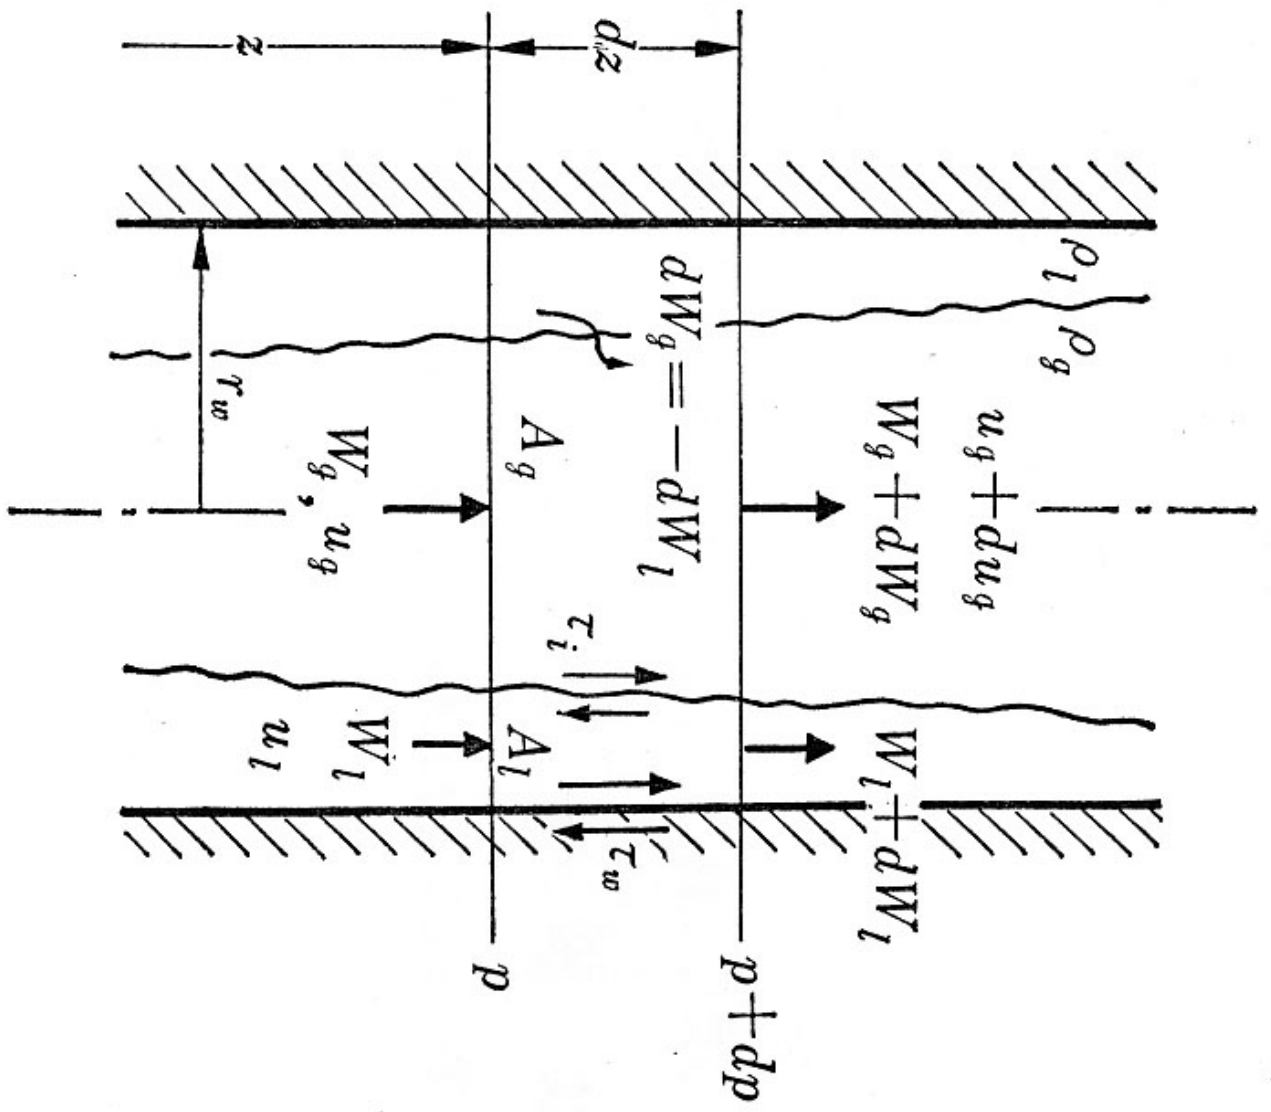 ρ_l ρ_g
u_g + du_g
W_g + dW_g
W_l + dW_l
p + dp
dW_g = −dW_l
dz
τ_i
τ_w
A_g
A_l
p
W_g, u_g
W_l
u_l
z
r_w